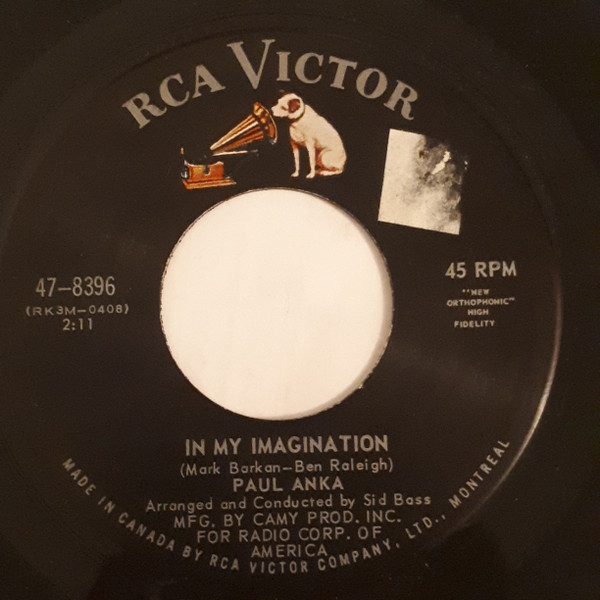 RCA VICTOR
47-8396
(RK3M-0408)
2:11
45 RPM
"NEW
ORTHOPHONIC"
HIGH
FIDELITY
IN MY IMAGINATION
(Mark Barkan-Ben Raleigh)
PAUL ANKA
Arranged and Conducted by Sid Bass
MFG. BY CAMY PROD. INC.
FOR RADIO CORP. OF
AMERICA
MADE IN CANADA BY RCA VICTOR COMPANY, LTD., MONTREAL